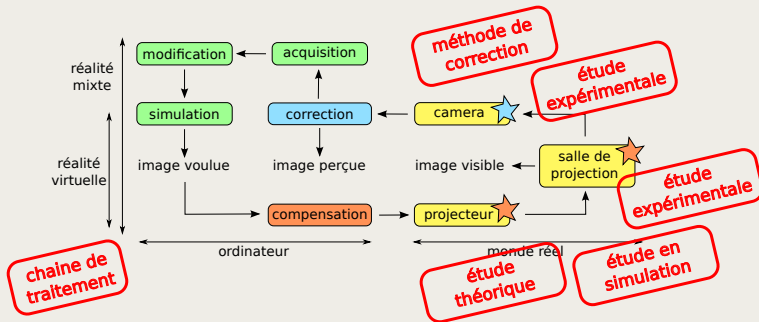 méthode de
correction
modification
acquisition
réalité
mixte
étude
expérimentale
simulation
correction
camera
réalité
virtuelle
image voulue
image perçue
image visible
salle de
projection
étude
expérimentale
compensation
projecteur
ordinateur
monde réel
chaine de
traitement
étude
théorique
étude en
simulation